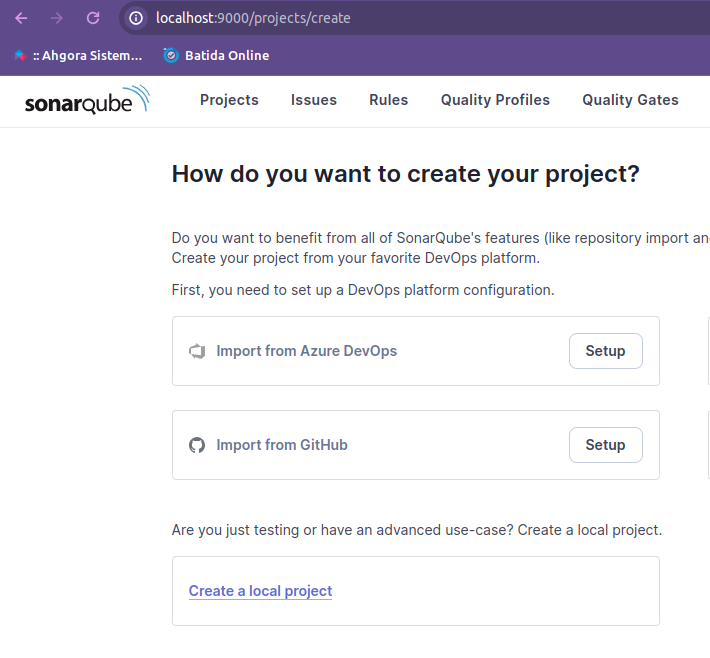 localhost:9000/projects/create
:: Ahgora Sistem... Batida Online
sonarqube Projects Issues Rules Quality Profiles Quality Gates
How do you want to create your project?
Do you want to benefit from all of SonarQube's features (like repository import an
Create your project from your favorite DevOps platform.
First, you need to set up a DevOps platform configuration.
Import from Azure DevOps Setup
Import from GitHub Setup
Are you just testing or have an advanced use-case? Create a local project.
Create a local project